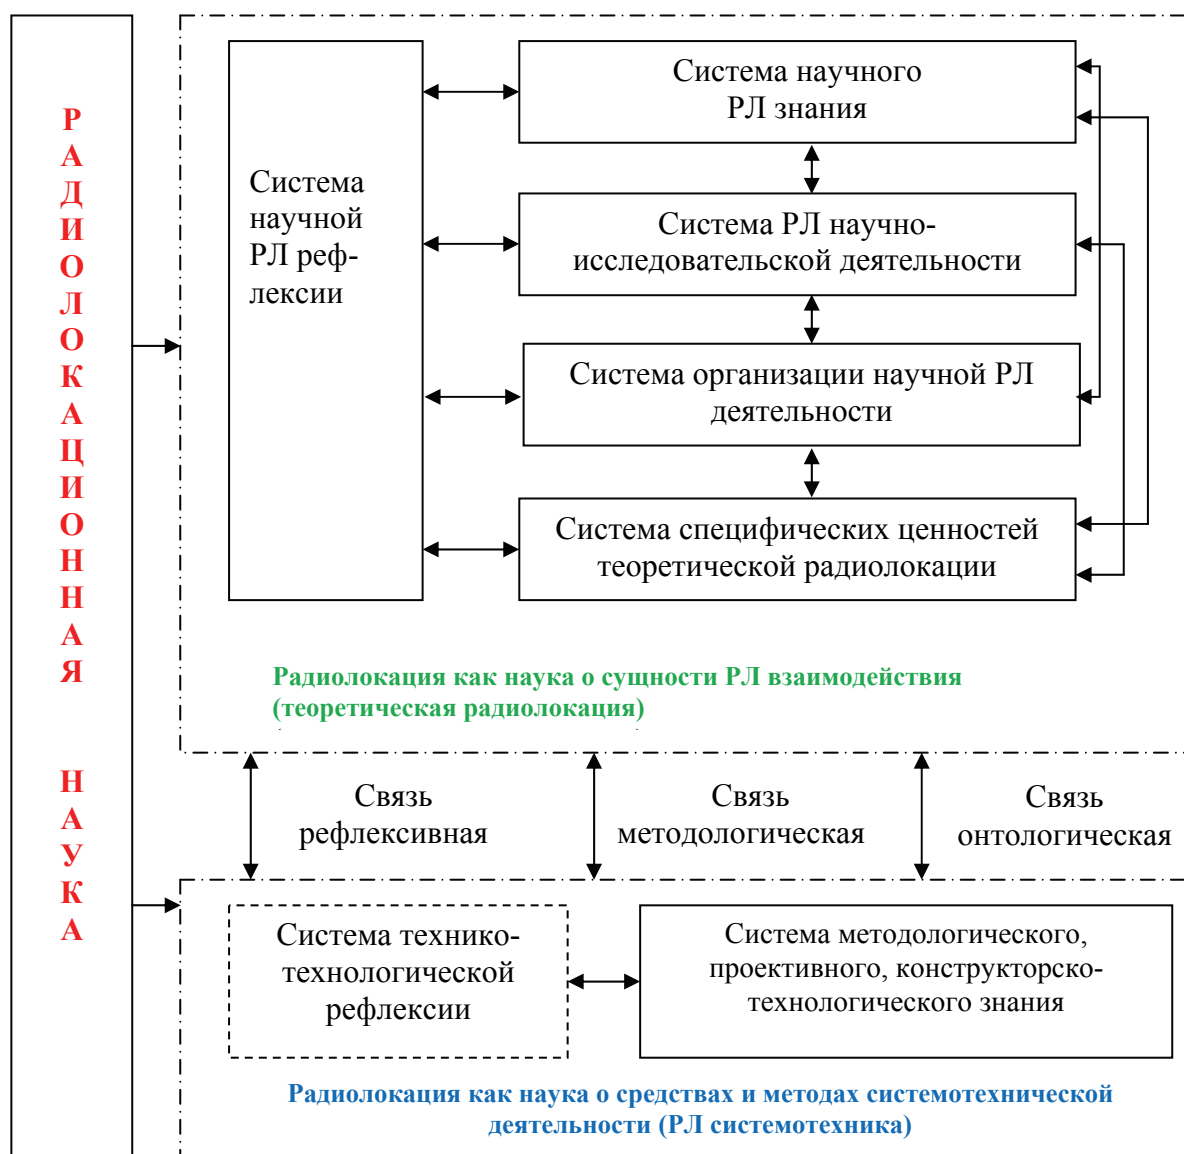 РАДИОЛОКАЦИОННАЯ
НАУКА
Система научного
РЛ знания
Система
научной
РЛ реф-
лексии
Система РЛ научно-
исследовательской деятельности
Система организации научной РЛ
деятельности
Система специфических ценностей
теоретической радиолокации
Радиолокация как наука о сущности РЛ взаимодействия
(теоретическая радиолокация)
Связь
рефлексивная
Связь
методологическая
Связь
онтологическая
Система технико-
технологической
рефлексии
Система методологического,
проективного, конструкторско-
технологического знания
Радиолокация как наука о средствах и методах системотехнической
деятельности (РЛ системотехника)